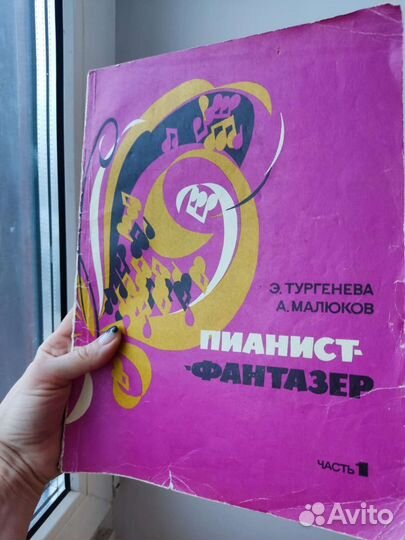 Э. ТУРГЕНЕВА
А. МАЛЮКОВ
ПИАНИСТ-
-ФАНТАЗЕР
ЧАСТЬ 1
Avito